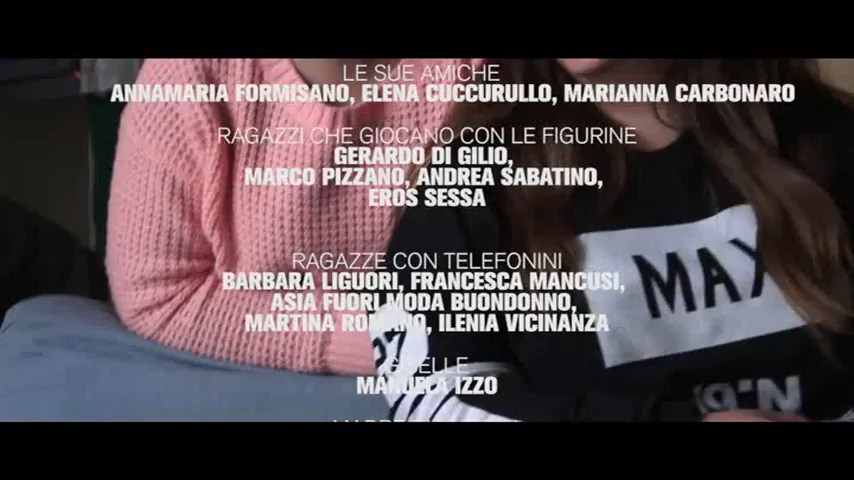 LE SUE AMICHE
ANNAMARIA FORMISANO, ELENA CUCCURULLO, MARIANNA CARBONARO
RAGAZZI CHE GIOCANO CON LE FIGURINE
GERARDO DI GILIO,
MARCO PIZZANO, ANDREA SABATINO,
EROS SESSA
RAGAZZE CON TELEFONINI
BARBARA LIGUORI, FRANCESCA MANCUSI,
ASIA FUORI MODA BUONDONNO,
MARTINA ROMANO, ILENIA VICINANZA
GISELLE
MANUELA IZZO
MAX